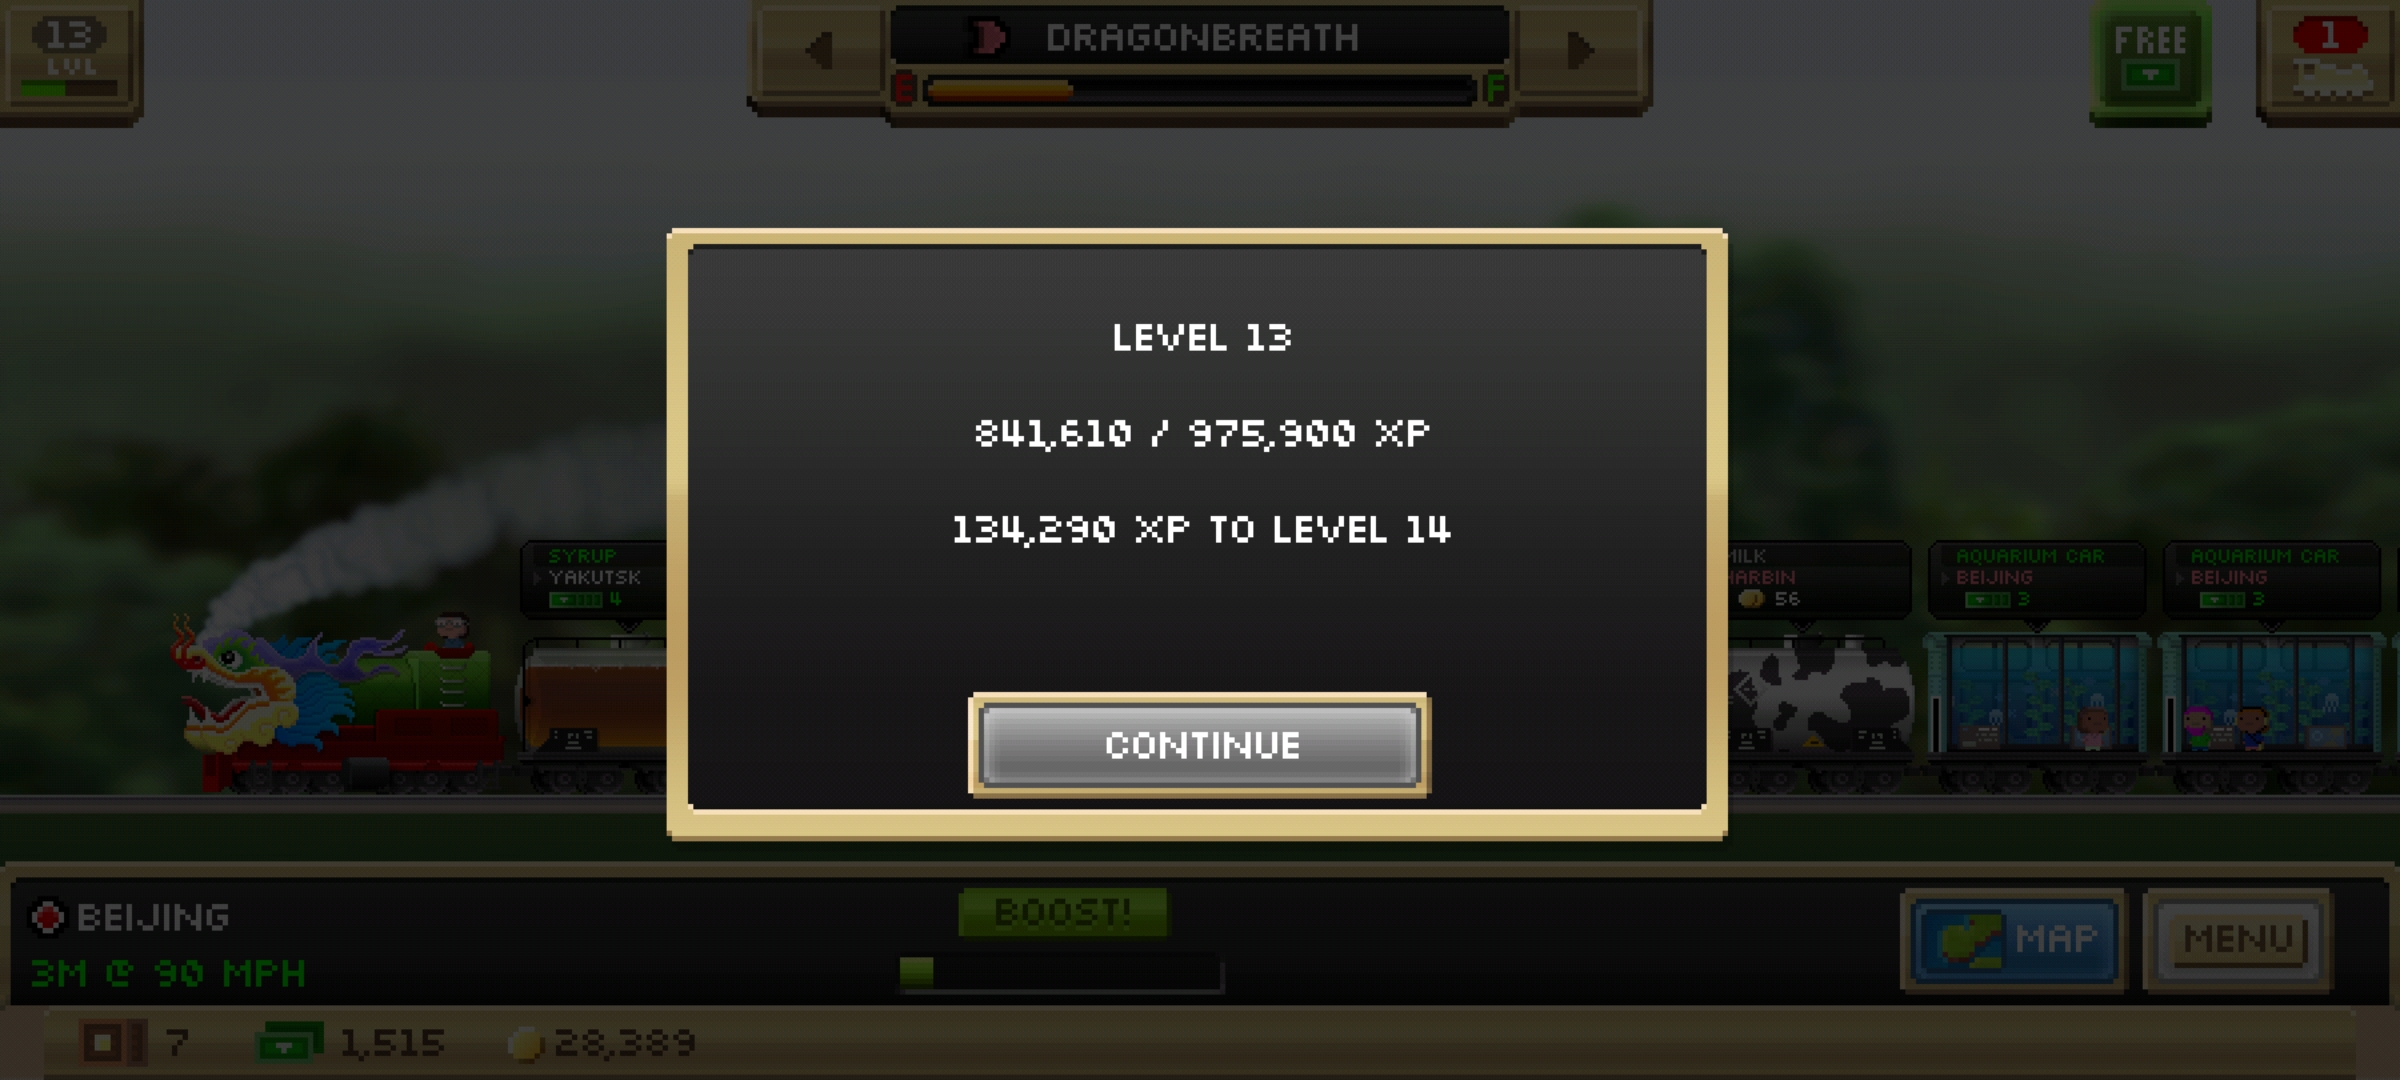 13
LVL
DRAGONBREATH
E
F
FREE
1
LEVEL 13
841,610 / 975,900 XP
134,290 XP TO LEVEL 14
CONTINUE
SYRUP
YAKUTSK
4
MILK
HARBIN
56
AQUARIUM CAR
BEIJING
3
AQUARIUM CAR
BEIJING
3
BEIJING
3M @ 90 MPH
BOOST!
MAP
MENU
7
1,515
28,389